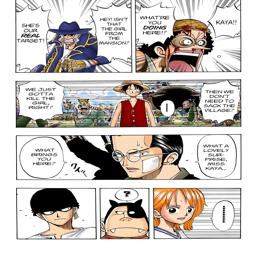 KAYA!!
WHAT'RE
YOU
DOING
HERE!?
HEY! ISN'T
THAT THE
GIRL FROM
THE
MANSION?
SHE'S
OUR
REAL
TARGET!
THEN WE
DON'T
NEED TO
SACK THE
VILLAGE?
!
WE JUST
GOTTA
KILL THE
GIRL,
RIGHT?
WHAT A
LOVELY
SUR-
PRISE,
MISS
KAYA...
WHAT
BRINGS
YOU
HERE?
?